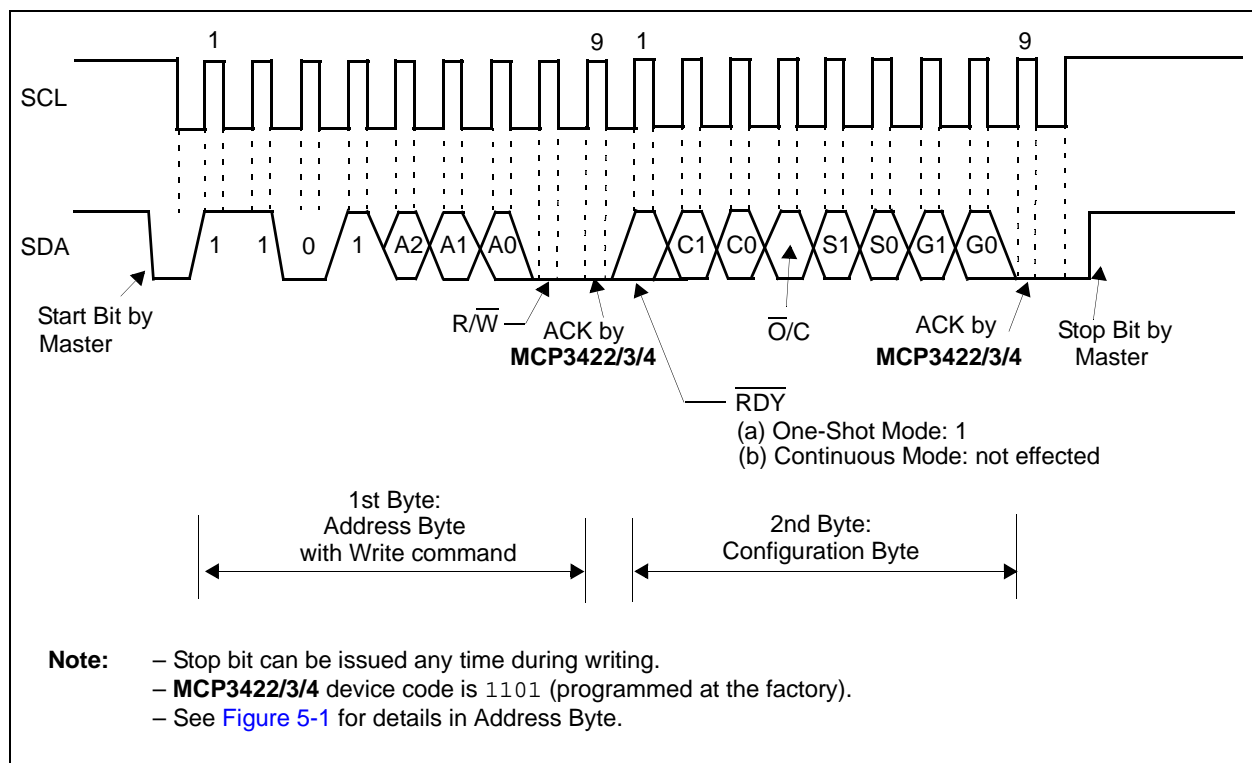 1 9 1 9
SCL
SDA 1 1 0 1 A2 A1 A0 C1 C0 S1 S0 G1 G0
Start Bit by
Master
R/W̅
ACK by
MCP3422/3/4
O̅/C
ACK by
MCP3422/3/4
Stop Bit by
Master
R̅D̅Y̅
(a) One-Shot Mode: 1
(b) Continuous Mode: not effected
1st Byte:
Address Byte
with Write command
2nd Byte:
Configuration Byte
Note: – Stop bit can be issued any time during writing.
– MCP3422/3/4 device code is 1101 (programmed at the factory).
– See Figure 5-1 for details in Address Byte.